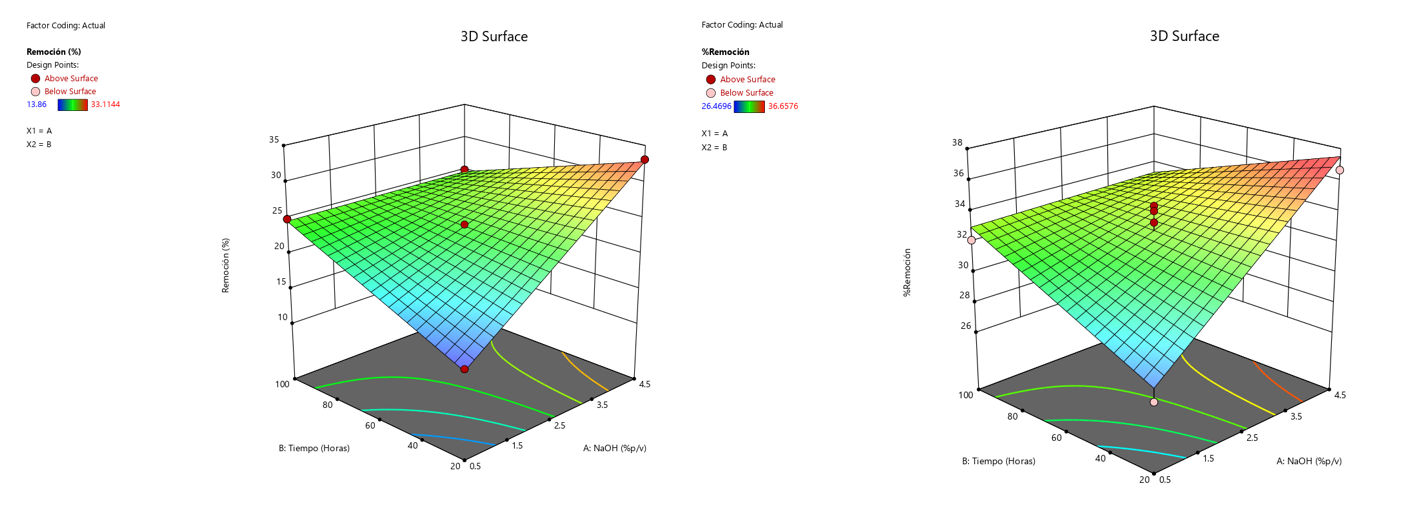 Factor Coding: Actual
3D Surface
Remoción (%)
Design Points:
Above Surface
Below Surface
13.86 33.1144
X1 = A
X2 = B
35
30
25
20
15
10
Remoción (%)
100
80
60
40
20
B: Tiempo (Horas)
0.5
1.5
2.5
3.5
4.5
A: NaOH (%p/v)
Factor Coding: Actual
3D Surface
%Remoción
Design Points:
Above Surface
Below Surface
26.4696 36.6576
X1 = A
X2 = B
38
36
34
32
30
28
26
%Remoción
100
80
60
40
20
B: Tiempo (Horas)
0.5
1.5
2.5
3.5
4.5
A: NaOH (%p/v)